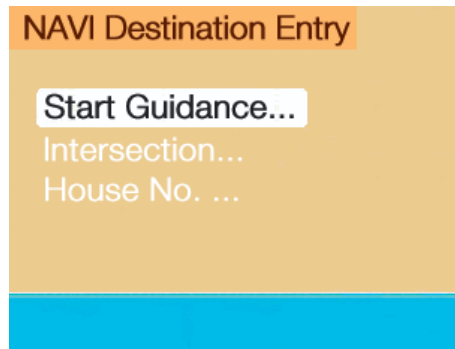 NAVI Destination Entry
Start Guidance...
Intersection...
House No. ...